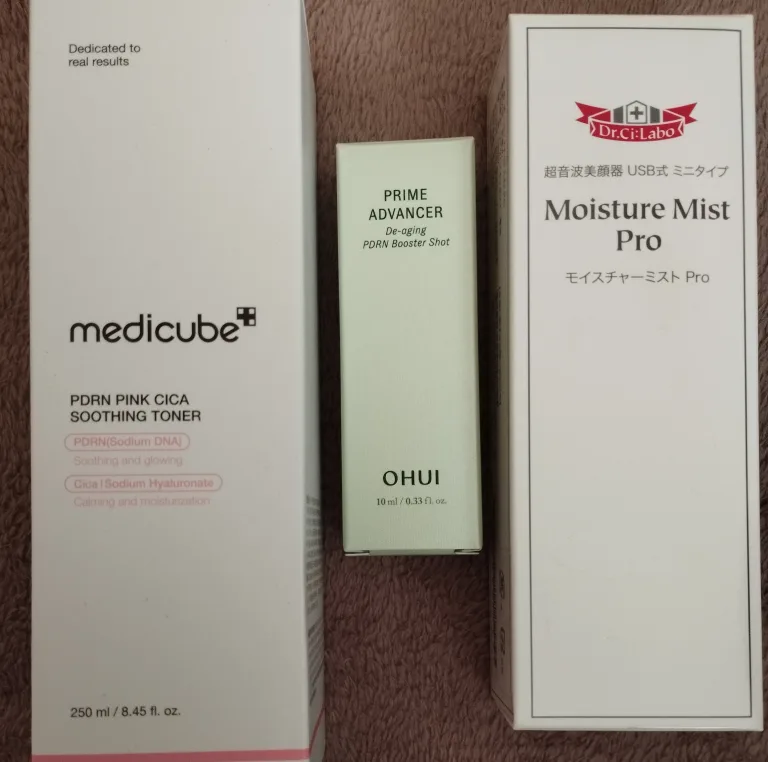 Dedicated to
real results
medicube
PDRN PINK CICA
SOOTHING TONER
PDRN(Sodium DNA)
Soothing and glowing
Cica | Sodium Hyaluronate
Calming and moisturization
250 ml / 8.45 fl. oz.
PRIME
ADVANCER
De-aging
PDRN Booster Shot
OHUI
10 ml / 0.33 fl. oz.
Dr.Ci:Labo
超音波美顔器 USB式 ミニタイプ
Moisture Mist
Pro
モイスチャーミスト Pro